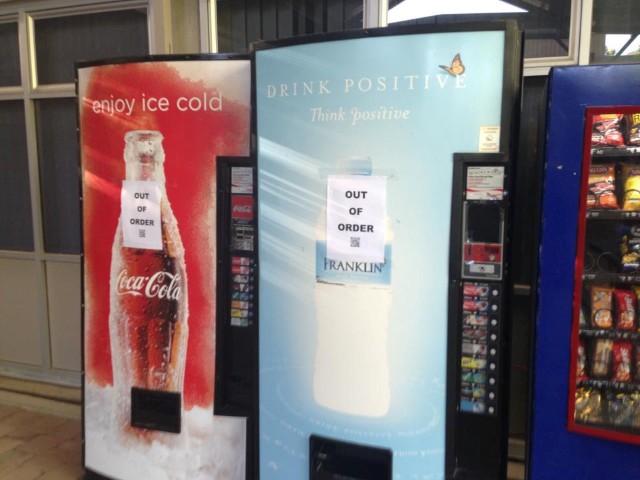 enjoy ice cold
OUT
OF
ORDER
Coca-Cola
DRINK POSITIVE
Think positive
OUT
OF
ORDER
FRANKLIN